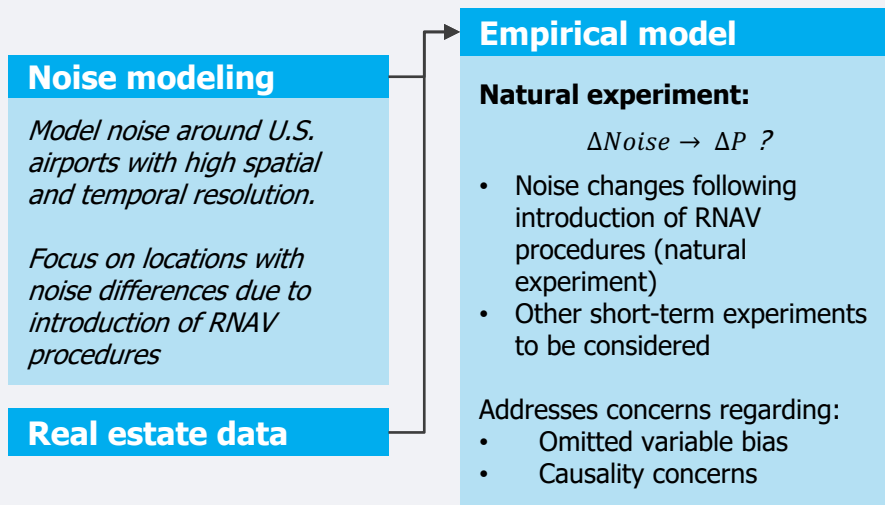 Noise modeling
Model noise around U.S.
airports with high spatial
and temporal resolution.
Focus on locations with
noise differences due to
introduction of RNAV
procedures
Real estate data
Empirical model
Natural experiment:
ΔNoise → ΔP ?
• Noise changes following
introduction of RNAV
procedures (natural
experiment)
• Other short-term experiments
to be considered
Addresses concerns regarding:
• Omitted variable bias
• Causality concerns